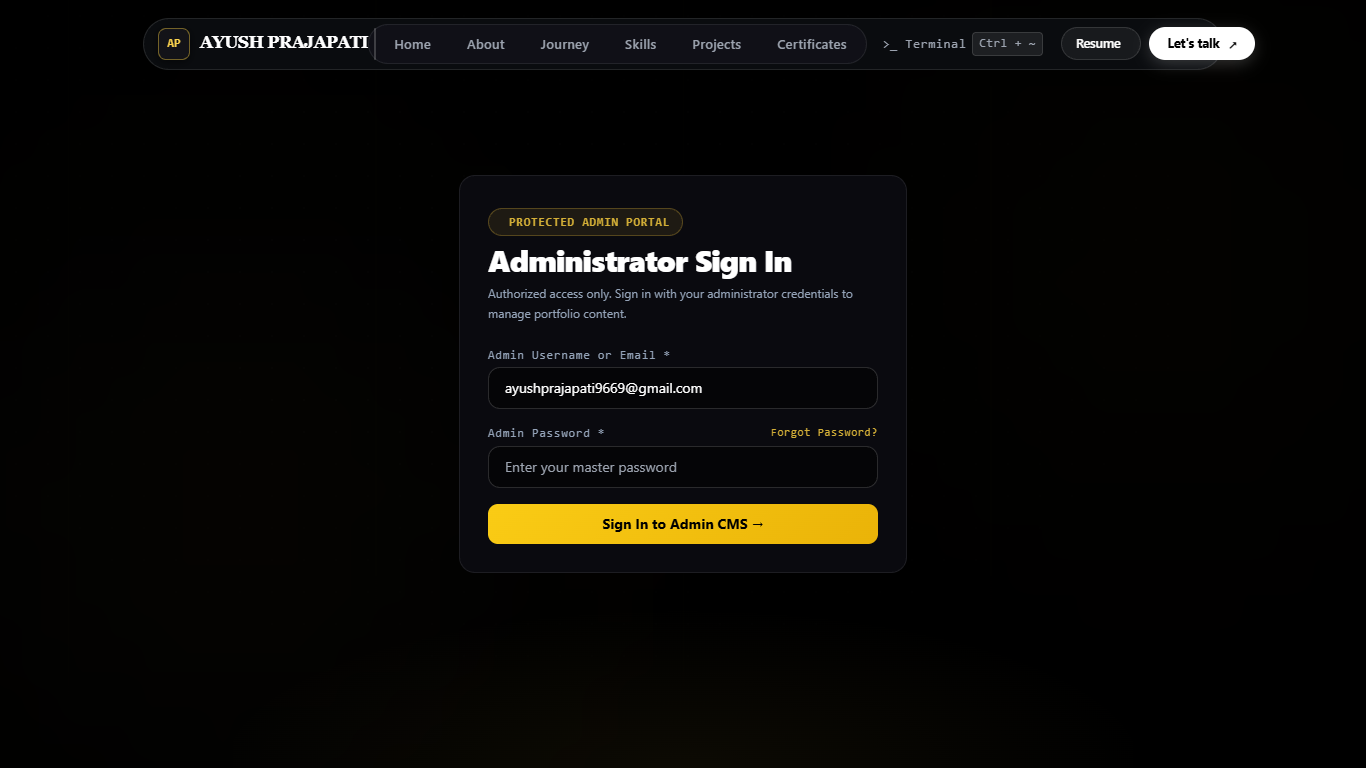 AP AYUSH PRAJAPATI Home About Journey Skills Projects Certificates >_ Terminal Ctrl + ~ Resume Let's talk ↗
PROTECTED ADMIN PORTAL
Administrator Sign In
Authorized access only. Sign in with your administrator credentials to
manage portfolio content.
Admin Username or Email *
ayushprajapati9669@gmail.com
Admin Password * Forgot Password?
Enter your master password
Sign In to Admin CMS →